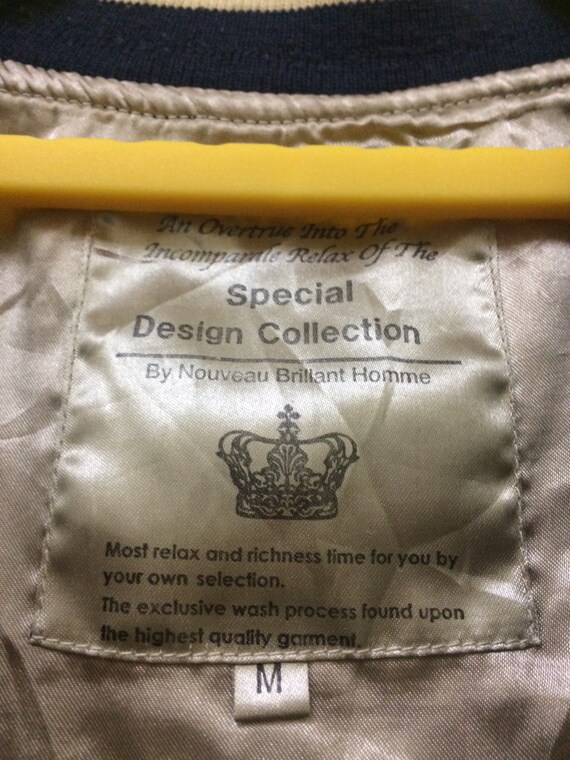 An Overtrue Into The
Incomparable Relax Of The
Special
Design Collection
By Nouveau Brillant Homme
Most relax and richness time for you by
your own selection.
The exclusive wash process found upon
the highest quality garment.
M